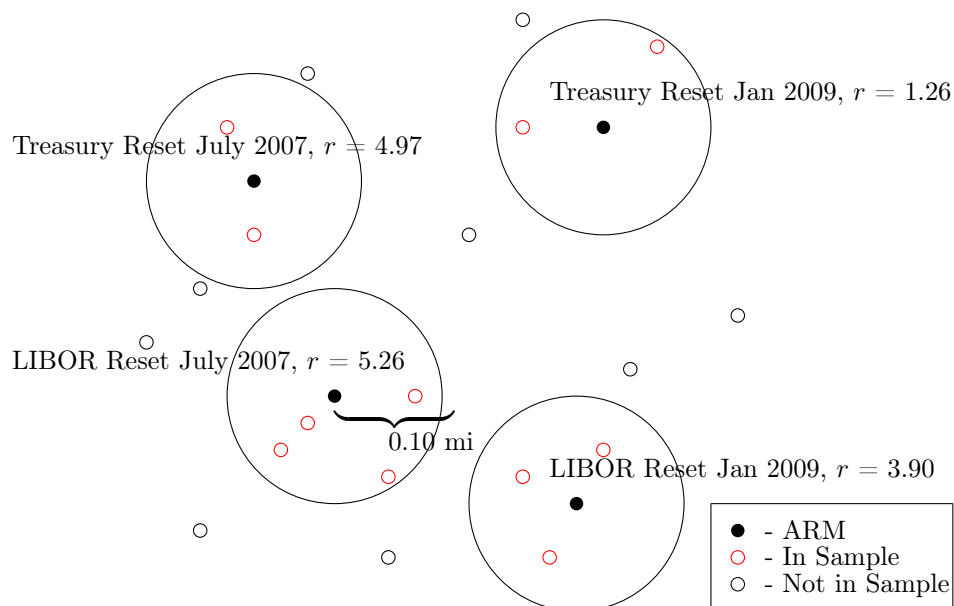 Treasury Reset Jan 2009, r = 1.26
Treasury Reset July 2007, r = 4.97
LIBOR Reset July 2007, r = 5.26
0.10 mi
LIBOR Reset Jan 2009, r = 3.90
- ARM
- In Sample
- Not in Sample